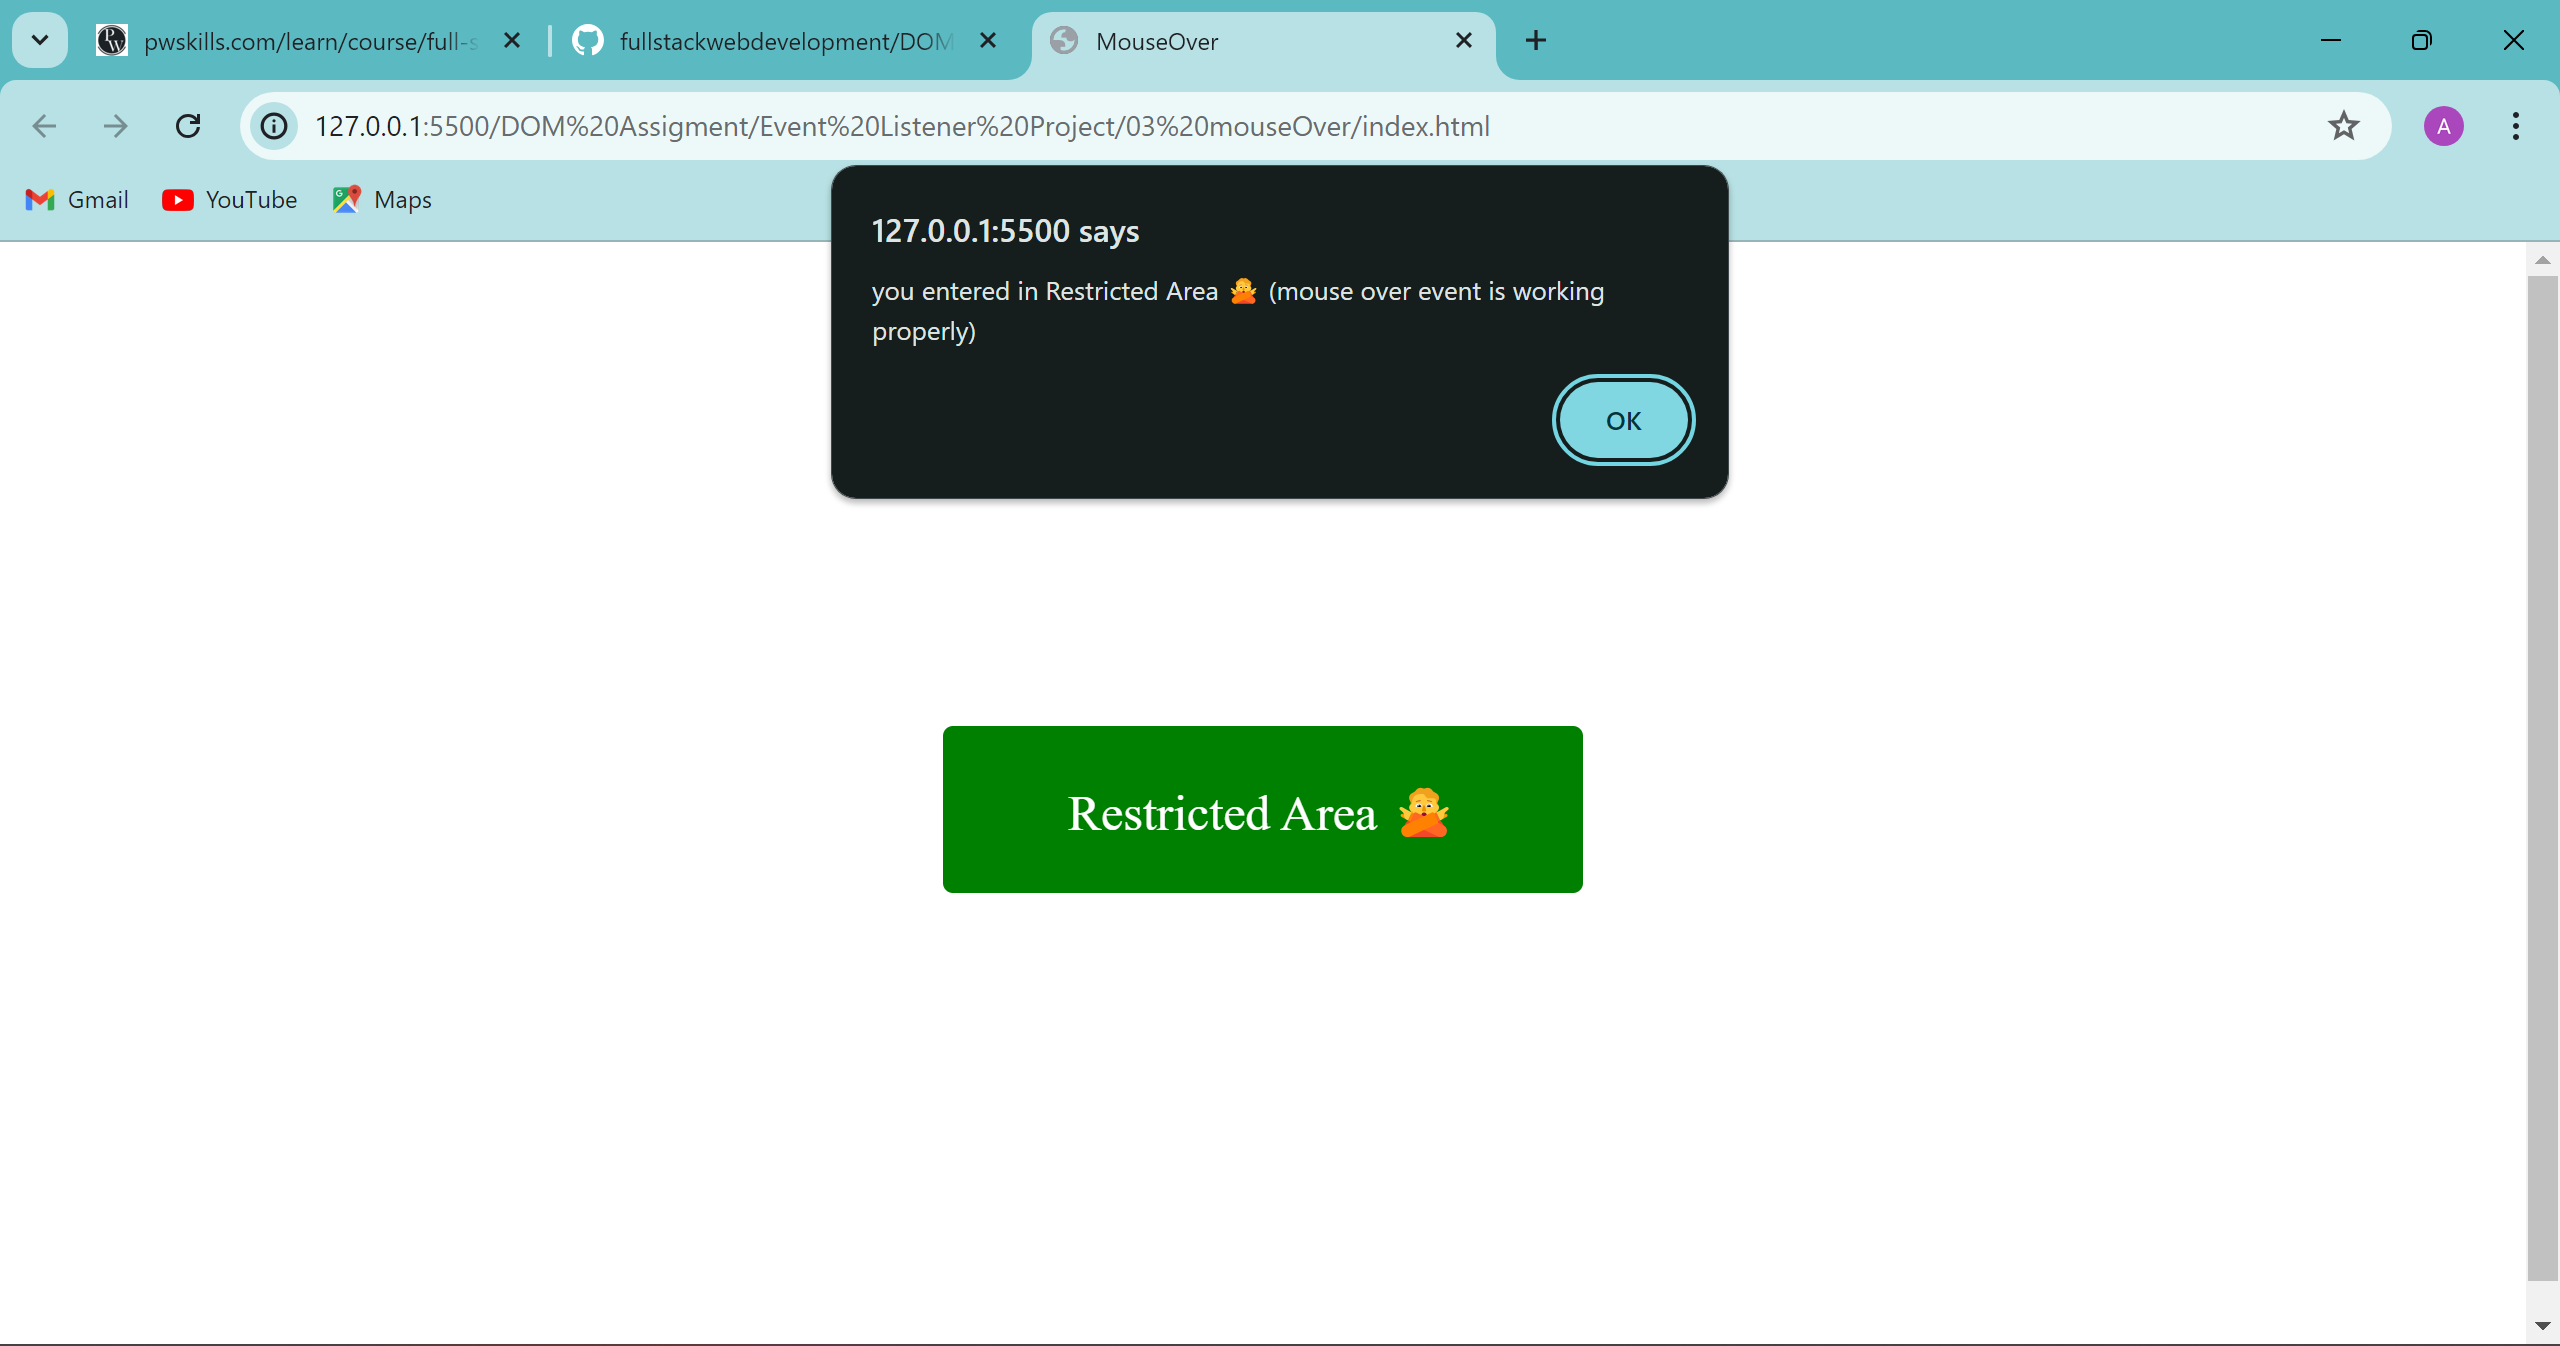 pwskills.com/learn/course/full-s
fullstackwebdevelopment/DOM
MouseOver
127.0.0.1:5500/DOM%20Assigment/Event%20Listener%20Project/03%20mouseOver/index.html
A
Gmail
YouTube
Maps
127.0.0.1:5500 says
you entered in Restricted Area 🙅 (mouse over event is working
properly)
OK
Restricted Area 🙅